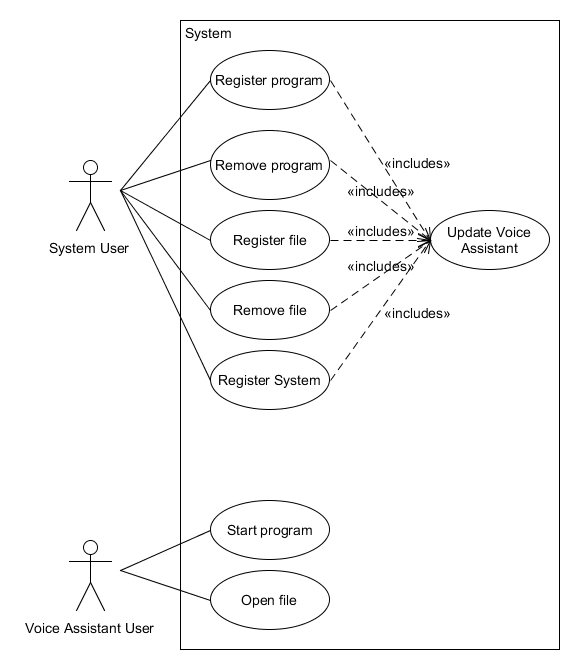 System
Register program
«includes»
Remove program
«includes»
System User
Register file
«includes»
Update Voice
Assistant
«includes»
Remove file
«includes»
Register System
Start program
Voice Assistant User
Open file